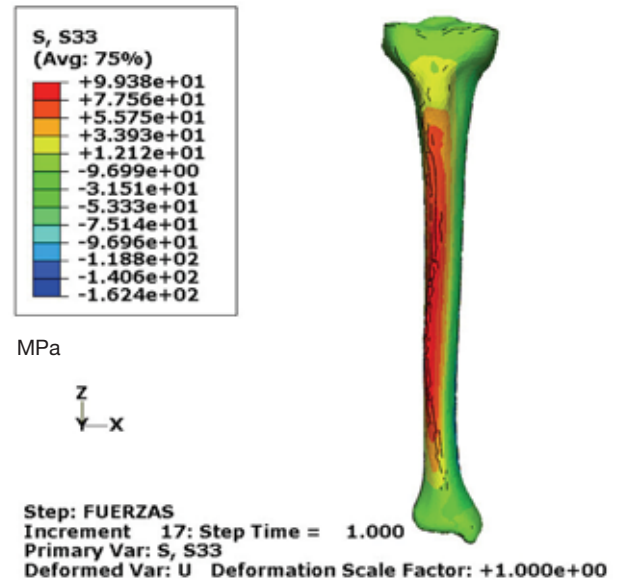 S, S33
(Avg: 75%)
+9.938e+01
+7.756e+01
+5.575e+01
+3.393e+01
+1.212e+01
-9.699e+00
-3.151e+01
-5.333e+01
-7.514e+01
-9.696e+01
-1.188e+02
-1.406e+02
-1.624e+02
MPa
Z
Y X
Step: FUERZAS
Increment 17: Step Time = 1.000
Primary Var: S, S33
Deformed Var: U Deformation Scale Factor: +1.000e+00